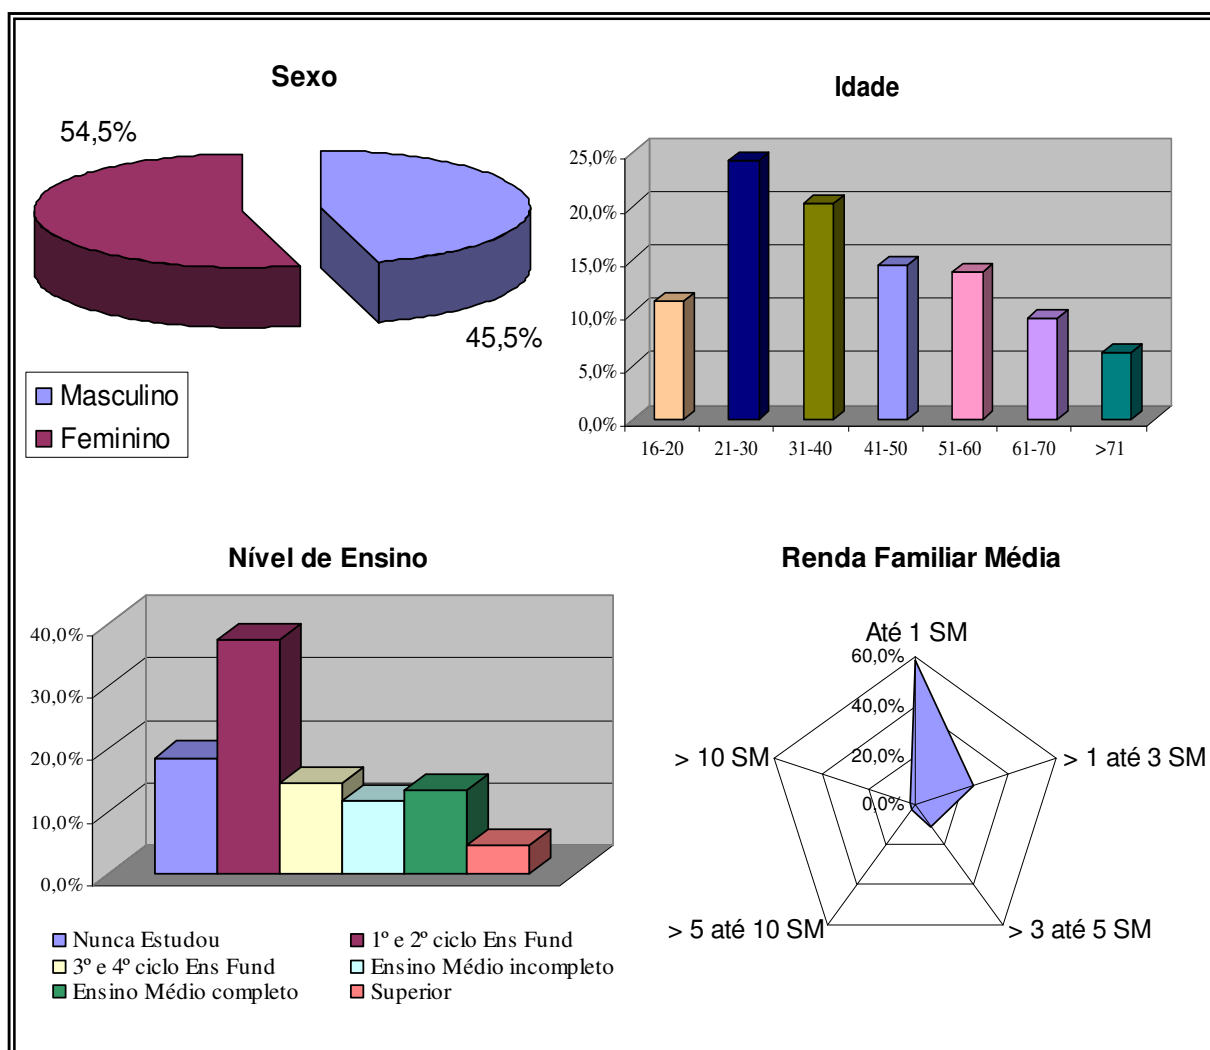 Sexo
54,5%
45,5%
Masculino
Feminino
Idade
25,0%
20,0%
15,0%
10,0%
5,0%
0,0%
16-20 21-30 31-40 41-50 51-60 61-70 >71
Nível de Ensino
40,0%
30,0%
20,0%
10,0%
0,0%
Nunca Estudou 1º e 2º ciclo Ens Fund
3º e 4º ciclo Ens Fund Ensino Médio incompleto
Ensino Médio completo Superior
Renda Familiar Média
Até 1 SM
60,0%
40,0%
20,0%
0,0%
> 10 SM > 1 até 3 SM
> 5 até 10 SM > 3 até 5 SM